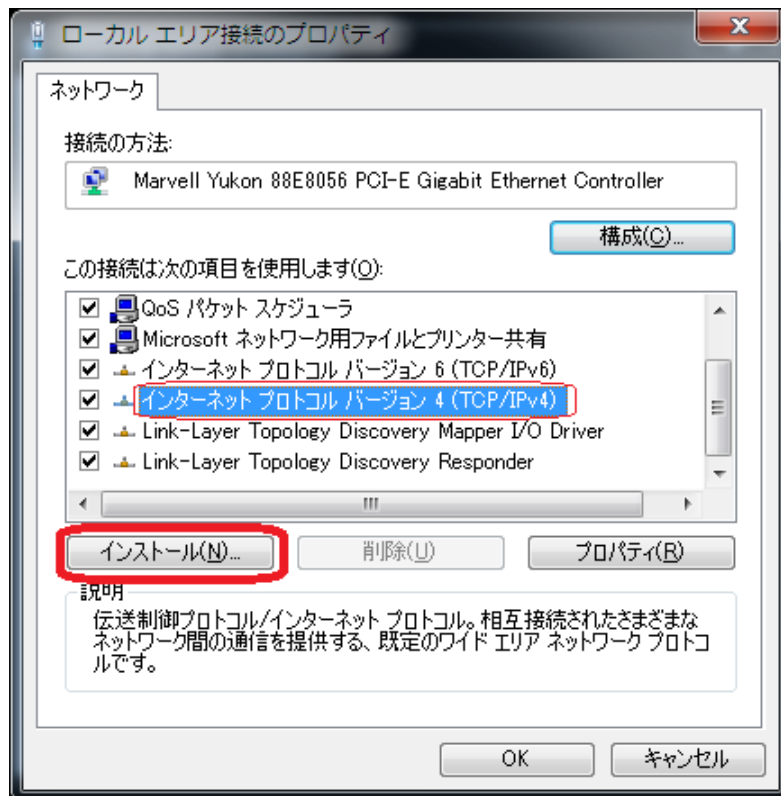 ローカル エリア接続のプロパティ
ネットワーク
接続の方法:
Marvell Yukon 88E8056 PCI-E Gigabit Ethernet Controller
構成(C)...
この接続は次の項目を使用します(O):
QoS パケット スケジューラ
Microsoft ネットワーク用ファイルとプリンター共有
インターネット プロトコル バージョン 6 (TCP/IPv6)
インターネット プロトコル バージョン 4 (TCP/IPv4)
Link-Layer Topology Discovery Mapper I/O Driver
Link-Layer Topology Discovery Responder
インストール(N)... 削除(U) プロパティ(R)
説明
伝送制御プロトコル/インターネット プロトコル。相互接続されたさまざまな
ネットワーク間の通信を提供する、既定のワイド エリア ネットワーク プロトコ
ルです。
OK キャンセル